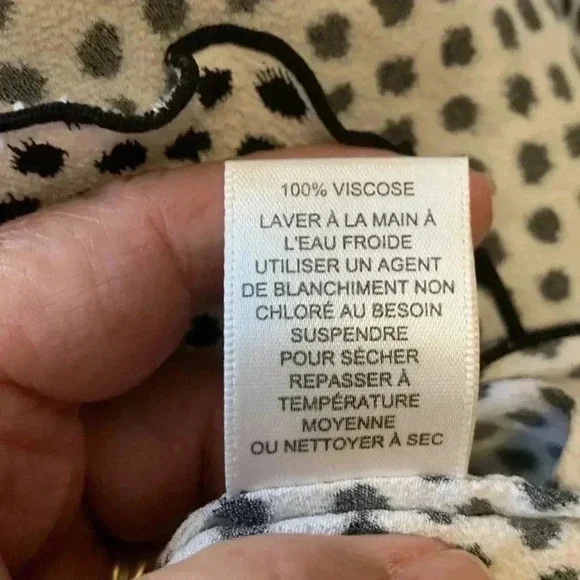 100% VISCOSE
LAVER À LA MAIN À
L'EAU FROIDE
UTILISER UN AGENT
DE BLANCHIMENT NON
CHLORÉ AU BESOIN
SUSPENDRE
POUR SÉCHER
REPASSER À
TEMPÉRATURE
MOYENNE
OU NETTOYER À SEC